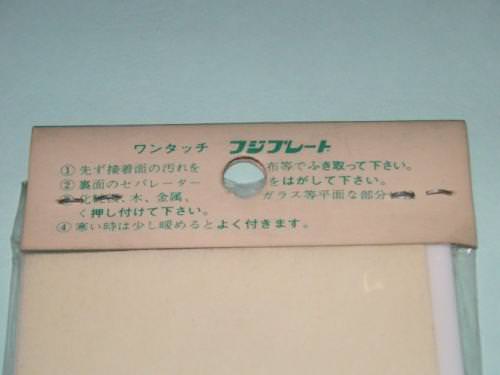 ワンタッチ フジプレート
① 先ず接着面の汚れを 布等でふき取って下さい。
② 裏面のセパレーター をはがして下さい。
化 木、金属、 ガラス等平面な部分
く押し付けて下さい。
④ 寒い時は少し暖めるとよく付きます。